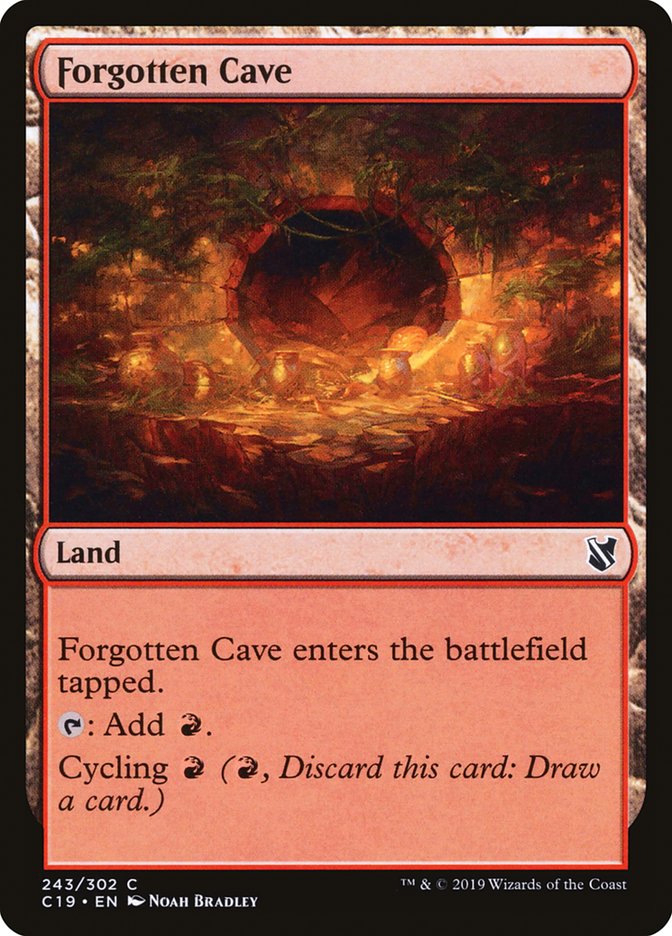 Forgotten Cave
Land
Forgotten Cave enters the battlefield
tapped.
: Add .
Cycling (, Discard this card: Draw
a card.)
243/302 C
™ & © 2019 Wizards of the Coast
C19 • EN Noah Bradley